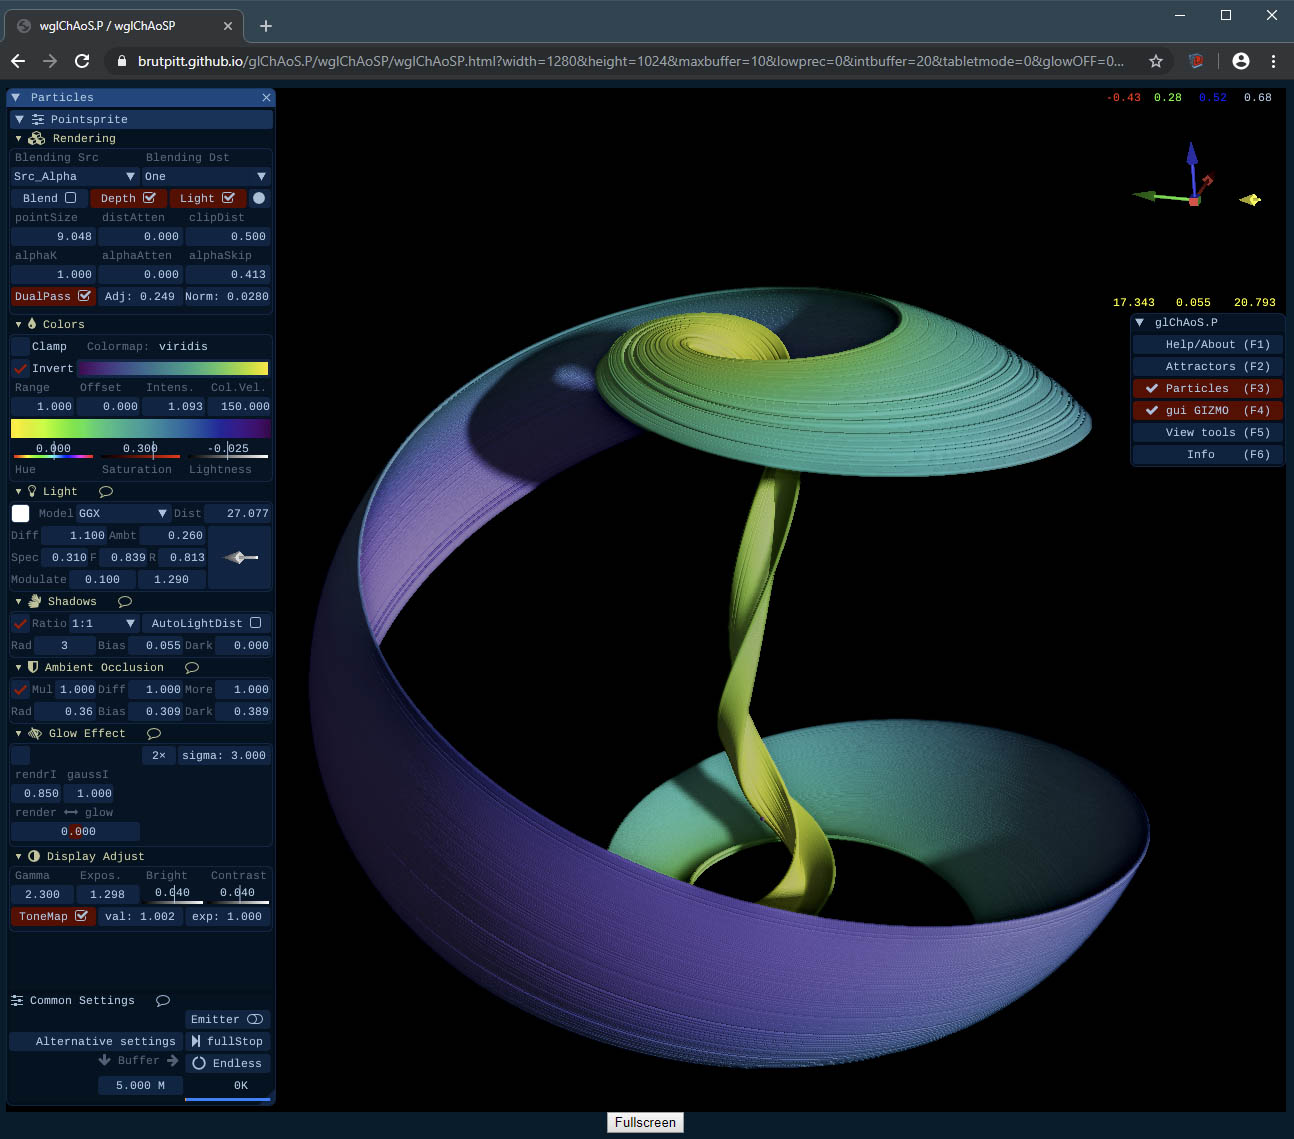 wglChAoS.P / wglChAoSP
brutpitt.github.io/glChAoS.P/wglChAoSP/wglChAoSP.html?width=1280&height=1024&maxbuffer=10&lowprec=0&intbuffer=20&tabletmode=0&glowOFF=0...
Particles
Pointsprite
Rendering
Blending Src Blending Dst
Src_Alpha One
Blend Depth Light
pointSize distAtten clipDist
9.048 0.000 0.500
alphaK alphaAtten alphaSkip
1.000 0.000 0.413
DualPass Adj: 0.249 Norm: 0.0280
Colors
Clamp Colormap: viridis
Invert
Range Offset Intens. Col.Vel.
1.000 0.000 1.093 150.000
0.000 0.300 -0.025
Hue Saturation Lightness
Light
Model GGX Dist 27.077
Diff 1.100 Ambt 0.260
Spec 0.310 F 0.839 R 0.813
Modulate 0.100 1.290
Shadows
Ratio 1:1 AutoLightDist
Rad 3 Bias 0.055 Dark 0.000
Ambient Occlusion
Mul 1.000 Diff 1.000 More 1.000
Rad 0.36 Bias 0.309 Dark 0.389
Glow Effect
2× sigma: 3.000
rendrI gaussI
0.850 1.000
render ↔ glow
0.000
Display Adjust
Gamma Expos. Bright Contrast
2.300 1.298 0.040 0.040
ToneMap val: 1.002 exp: 1.000
Common Settings
Emitter
Alternative settings fullStop
Buffer Endless
5.000 M 0K
-0.43 0.28 0.52 0.68
17.343 0.055 20.793
glChAoS.P
Help/About (F1)
Attractors (F2)
Particles (F3)
gui GIZMO (F4)
View tools (F5)
Info (F6)
Fullscreen